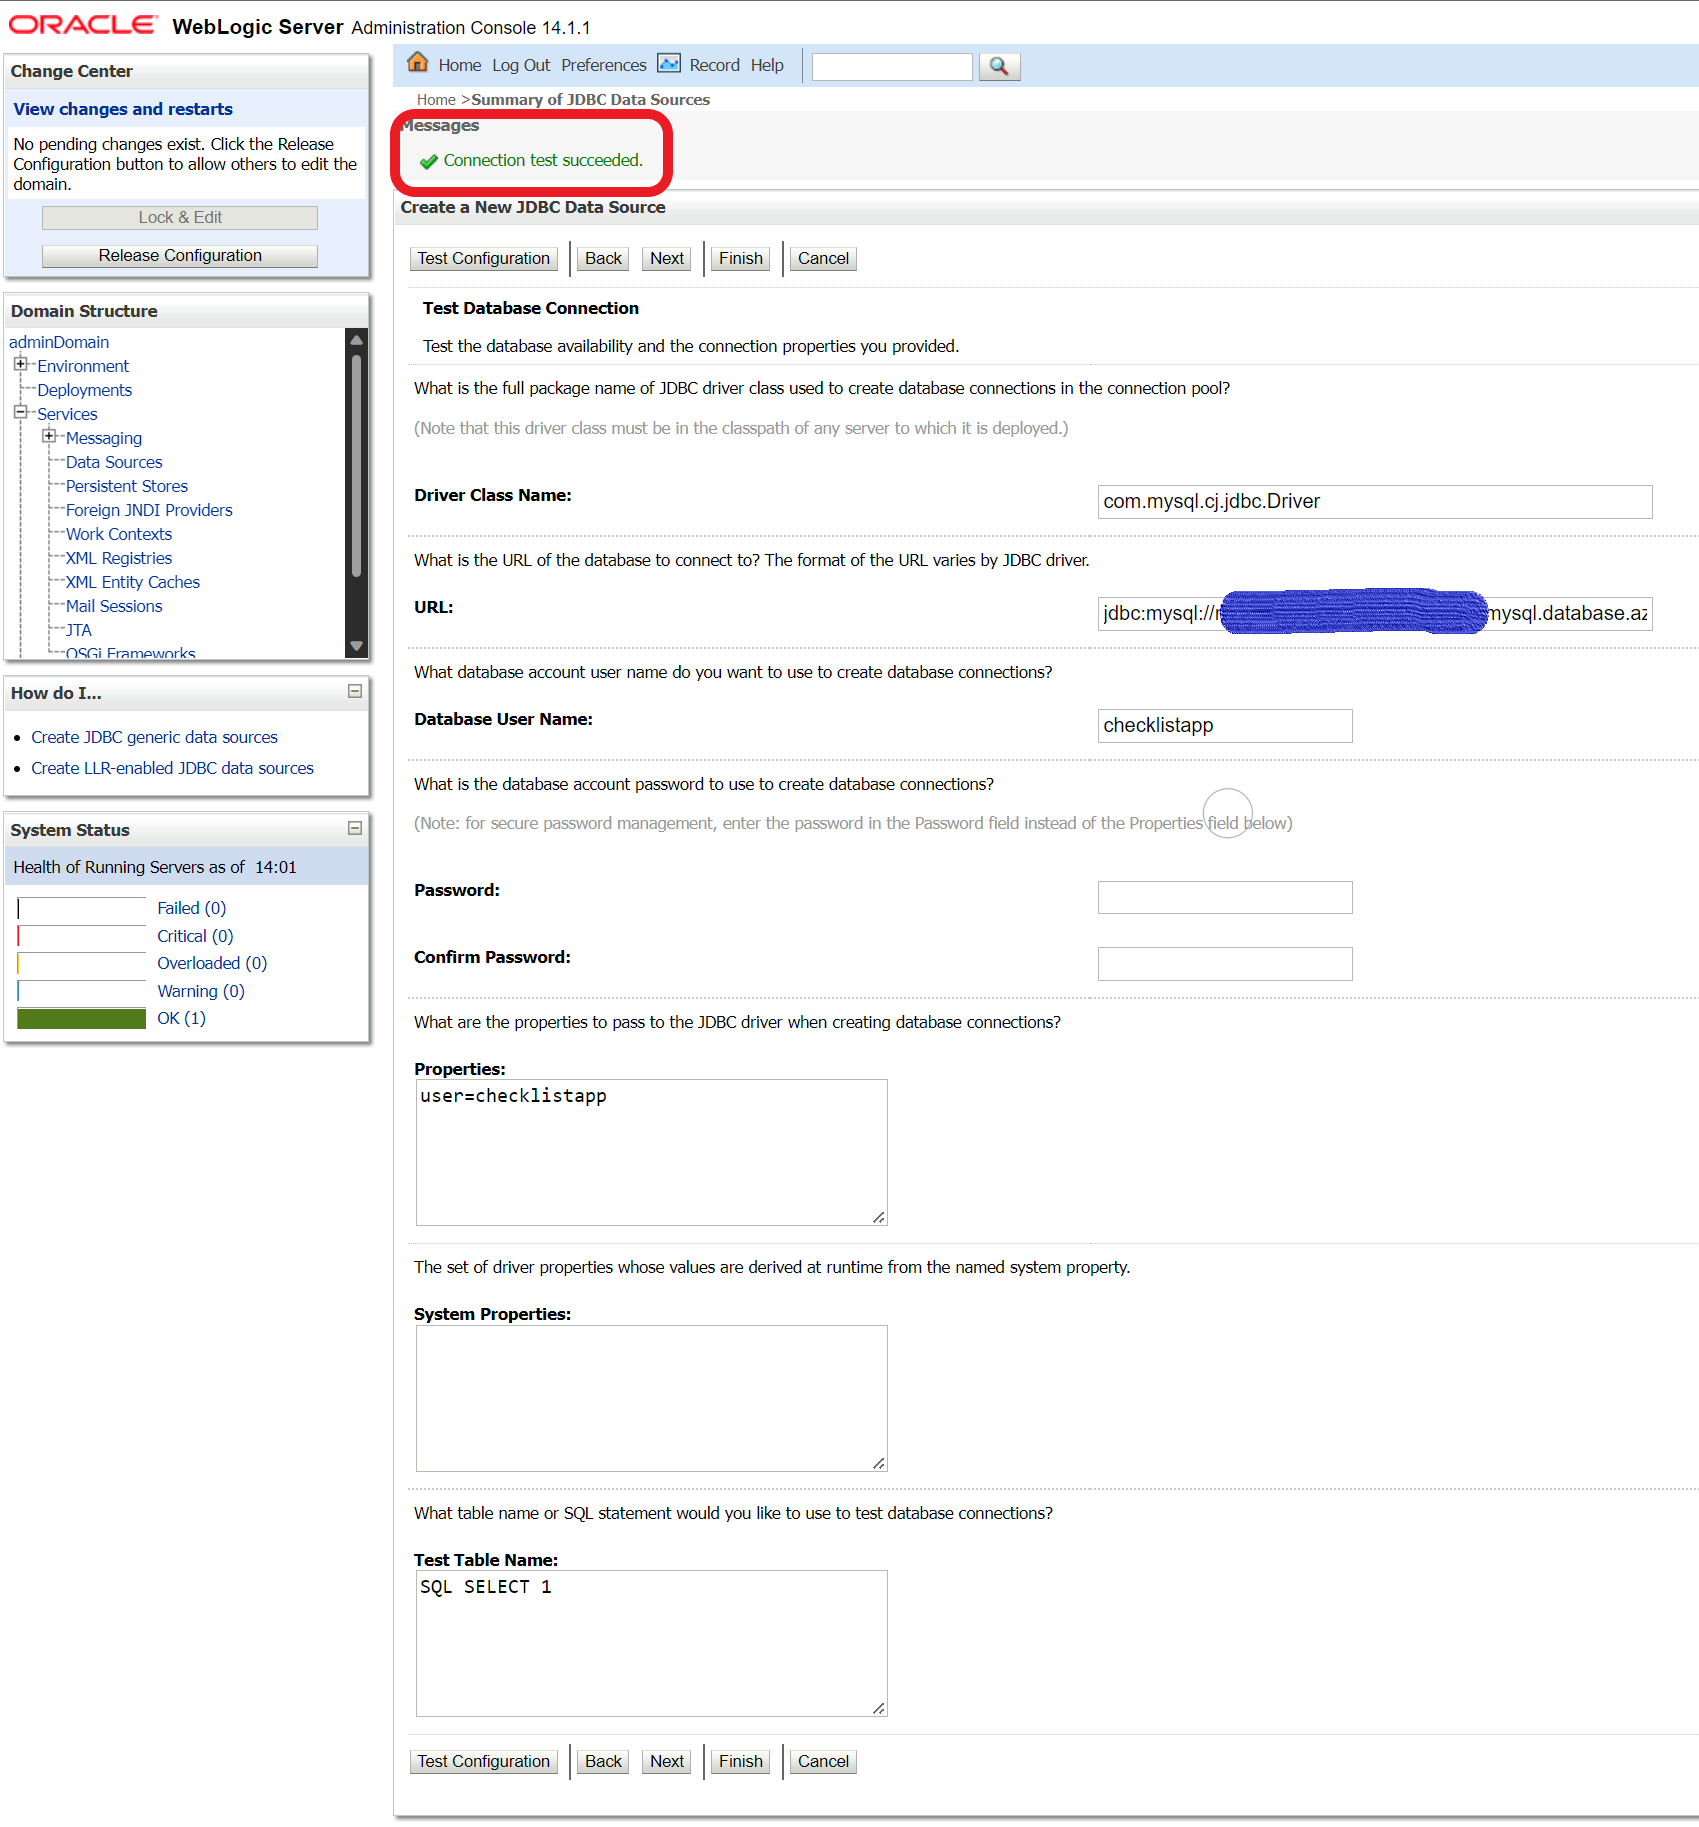 ORACLE WebLogic Server Administration Console 14.1.1
Change Center
View changes and restarts
No pending changes exist. Click the Release
Configuration button to allow others to edit the
domain.
Lock & Edit
Release Configuration
Domain Structure
adminDomain
Environment
Deployments
Services
Messaging
Data Sources
Persistent Stores
Foreign JNDI Providers
Work Contexts
XML Registries
XML Entity Caches
Mail Sessions
JTA
OSGi Frameworks
How do I...
Create JDBC generic data sources
Create LLR-enabled JDBC data sources
System Status
Health of Running Servers as of 14:01
Failed (0)
Critical (0)
Overloaded (0)
Warning (0)
OK (1)
Home Log Out Preferences Record Help
Home >Summary of JDBC Data Sources
Messages
Connection test succeeded.
Create a New JDBC Data Source
Test Configuration Back Next Finish Cancel
Test Database Connection
Test the database availability and the connection properties you provided.
What is the full package name of JDBC driver class used to create database connections in the connection pool?
(Note that this driver class must be in the classpath of any server to which it is deployed.)
Driver Class Name: com.mysql.cj.jdbc.Driver
What is the URL of the database to connect to? The format of the URL varies by JDBC driver.
URL: jdbc:mysql:// mysql.database.az
What database account user name do you want to use to create database connections?
Database User Name: checklistapp
What is the database account password to use to create database connections?
(Note: for secure password management, enter the password in the Password field instead of the Properties field below)
Password:
Confirm Password:
What are the properties to pass to the JDBC driver when creating database connections?
Properties:
user=checklistapp
The set of driver properties whose values are derived at runtime from the named system property.
System Properties:
What table name or SQL statement would you like to use to test database connections?
Test Table Name:
SQL SELECT 1
Test Configuration Back Next Finish Cancel